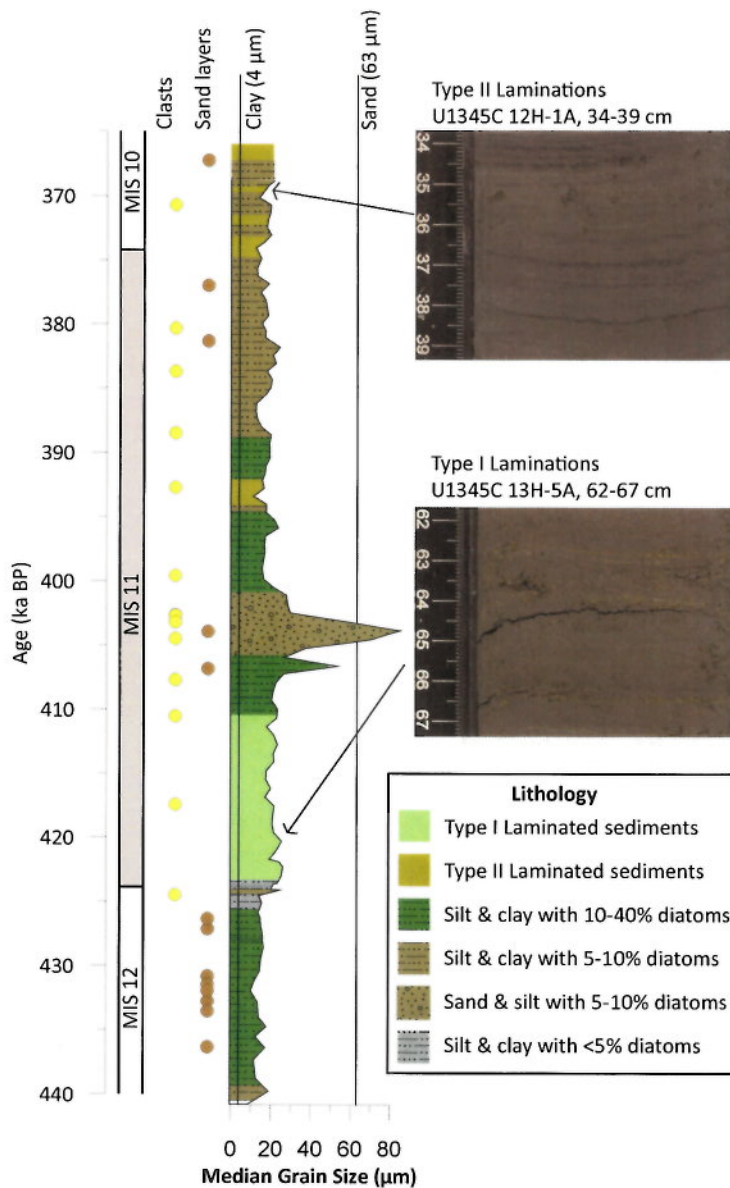 Clasts
Sand layers
Clay (4 µm)
Sand (63 µm)
Type II Laminations
U1345C 12H-1A, 34-39 cm
34
35
36
37
38
39
MIS 10
MIS 11
MIS 12
Age (ka BP)
370
380
390
400
410
420
430
440
Type I Laminations
U1345C 13H-5A, 62-67 cm
62
63
64
65
66
67
Lithology
Type I Laminated sediments
Type II Laminated sediments
Silt & clay with 10-40% diatoms
Silt & clay with 5-10% diatoms
Sand & silt with 5-10% diatoms
Silt & clay with <5% diatoms
0 20 40 60 80
Median Grain Size (µm)